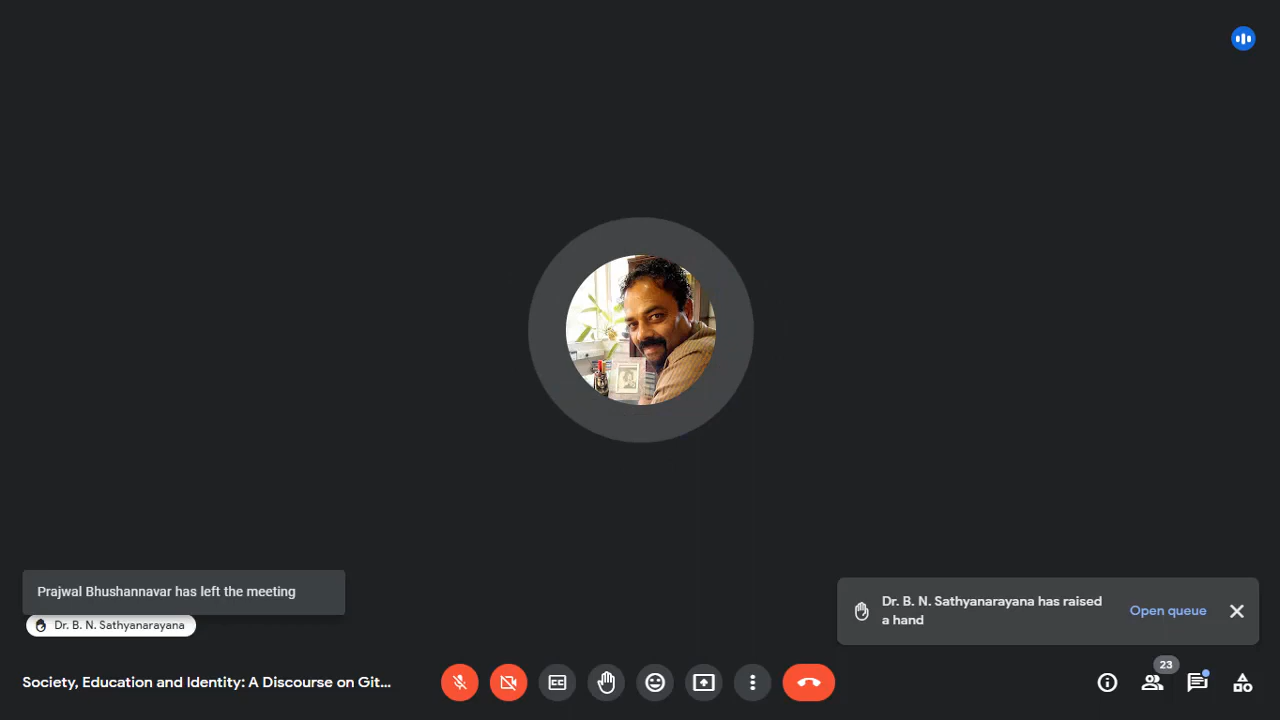 Prajwal Bhushannavar has left the meeting
Dr. B. N. Sathyanarayana
Dr. B. N. Sathyanarayana has raised
a hand
Open queue
Society, Education and Identity: A Discourse on Git...
23